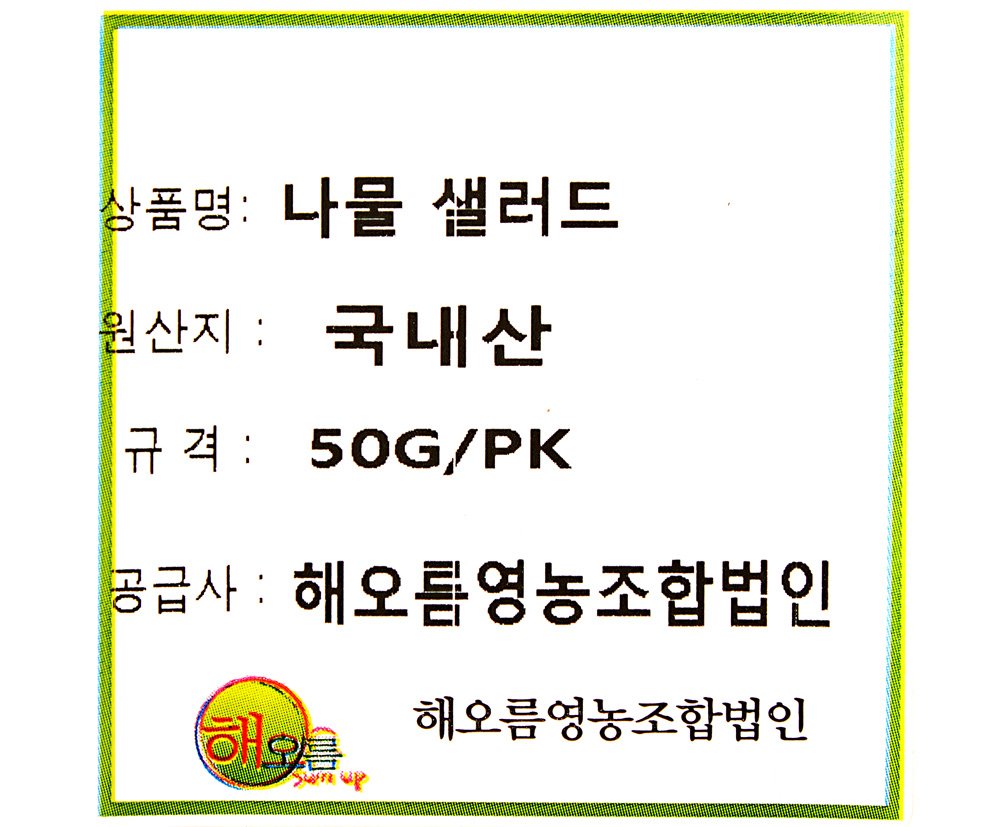 상품명: 나물 샐러드
원산지 : 국내산
규 격 : 50G/PK
공급사 : 해오름영농조합법인
해오름영농조합법인
해오름
sun up